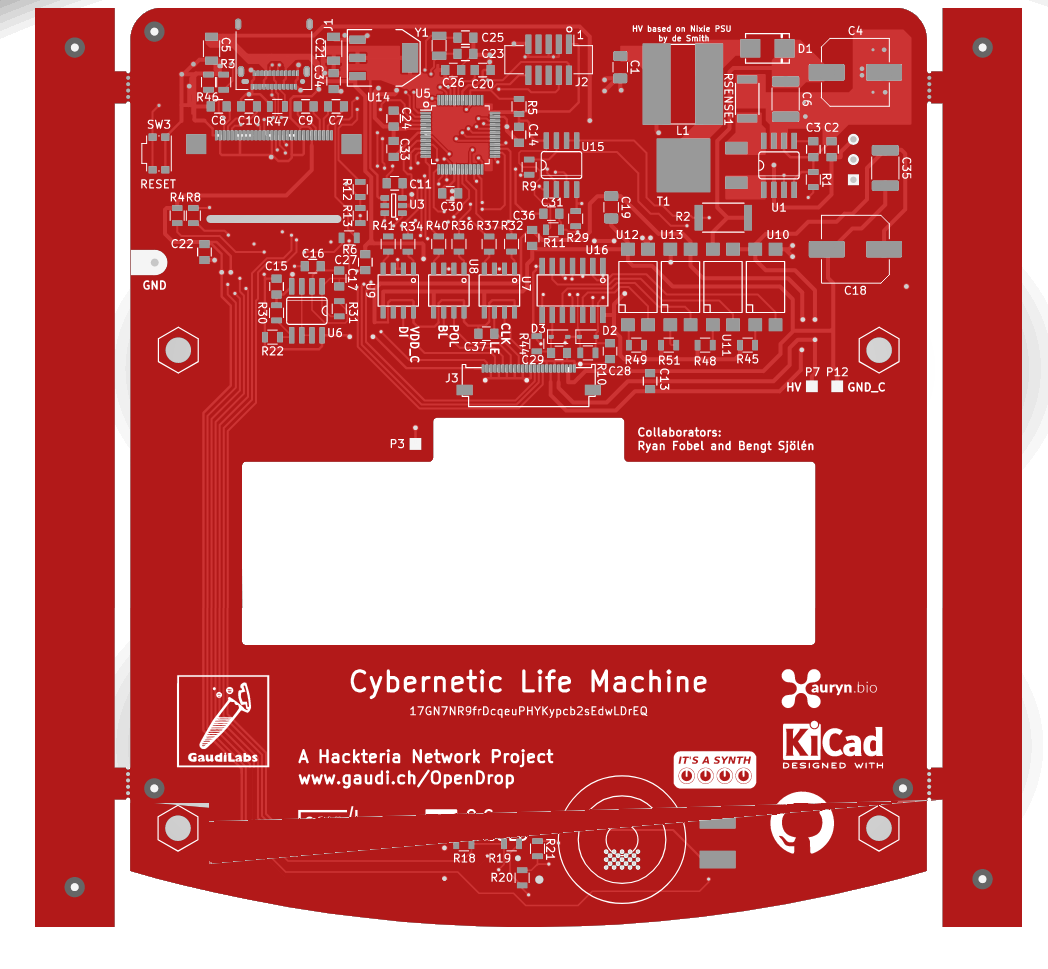 HV based on Nixie PSU
by de Smith
Y1
1
C25
C23
C5
C21
J1
C4
D1
R3
C34
C26
C20
J2
C1
R46
U14
U5
RSENSE1
C6
C8
C10
R47
C9
C7
C24
R5
C14
L1
SW3
C33
U15
C3
C2
C35
RESET
R12
C11
R9
R1
R4
R8
R13
U3
C30
C36
C31
C19
T1
R2
U1
R41
R34
R40
R36
R37
R32
R11
R29
U12
U13
U10
C22
R6
C27
C16
U16
GND
C15
C17
U9
U8
U7
C18
R30
R31
U6
R22
DI
VDD_C
BL
POL
CLK
LE
C37
D3
D2
R44
C29
C28
R10
R49
R51
R48
U11
R45
J3
C13
P7
P12
HV
GND_C
P3
Collaborators:
Ryan Fobel and Bengt Sjölén
Cybernetic Life Machine
17GN7NR9frDcqeuPHYKypcb2sEdwLDrEQ
auryn.bio
KiCad
DESIGNED WITH
GaudiLabs
A Hackteria Network Project
www.gaudi.ch/OpenDrop
IT'S A SYNTH
R18
R19
R21
R20